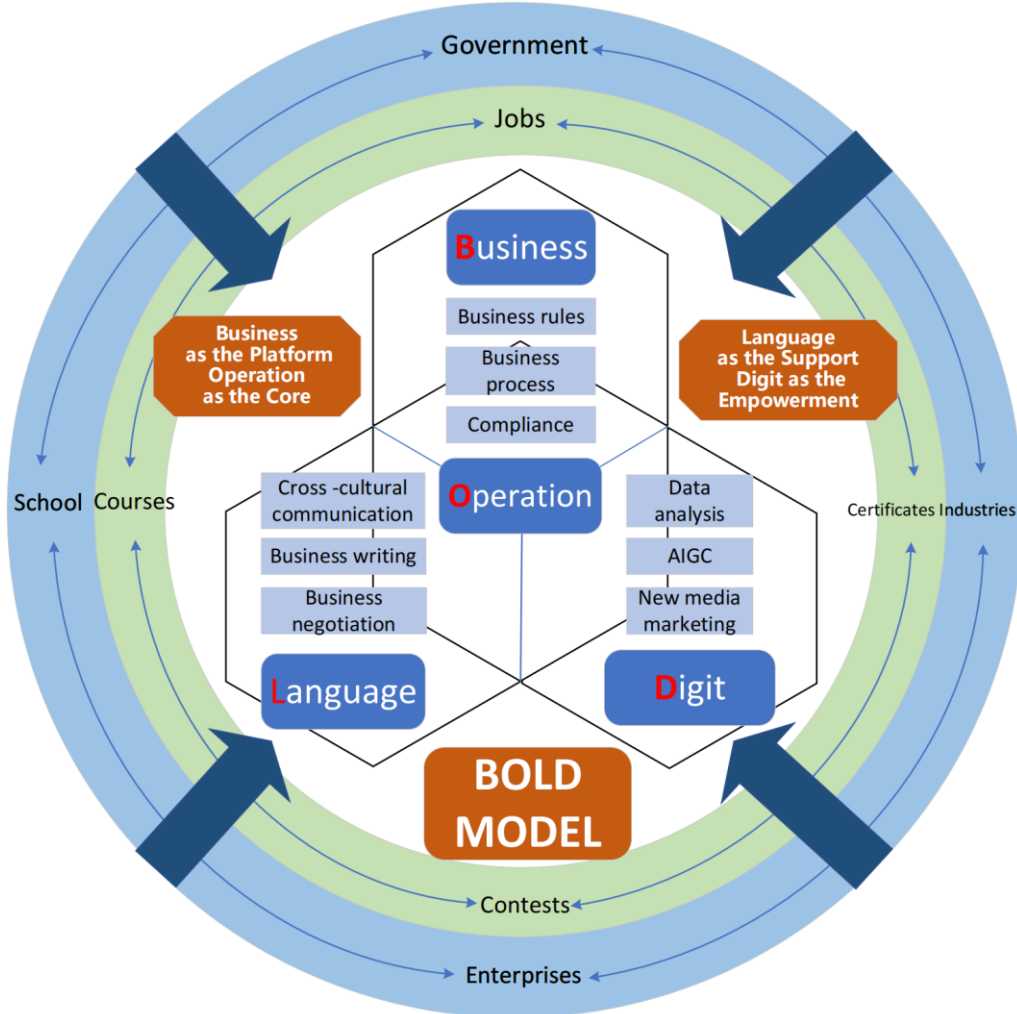 Government
Jobs
Business
Business rules
Business
process
Compliance
Business
as the Platform
Operation
as the Core
Language
as the Support
Digit as the
Empowerment
School
Courses
Cross -cultural
communication
Business writing
Business
negotiation
Language
Operation
Data
analysis
AIGC
New media
marketing
Digit
Certificates
Industries
BOLD
MODEL
Contests
Enterprises